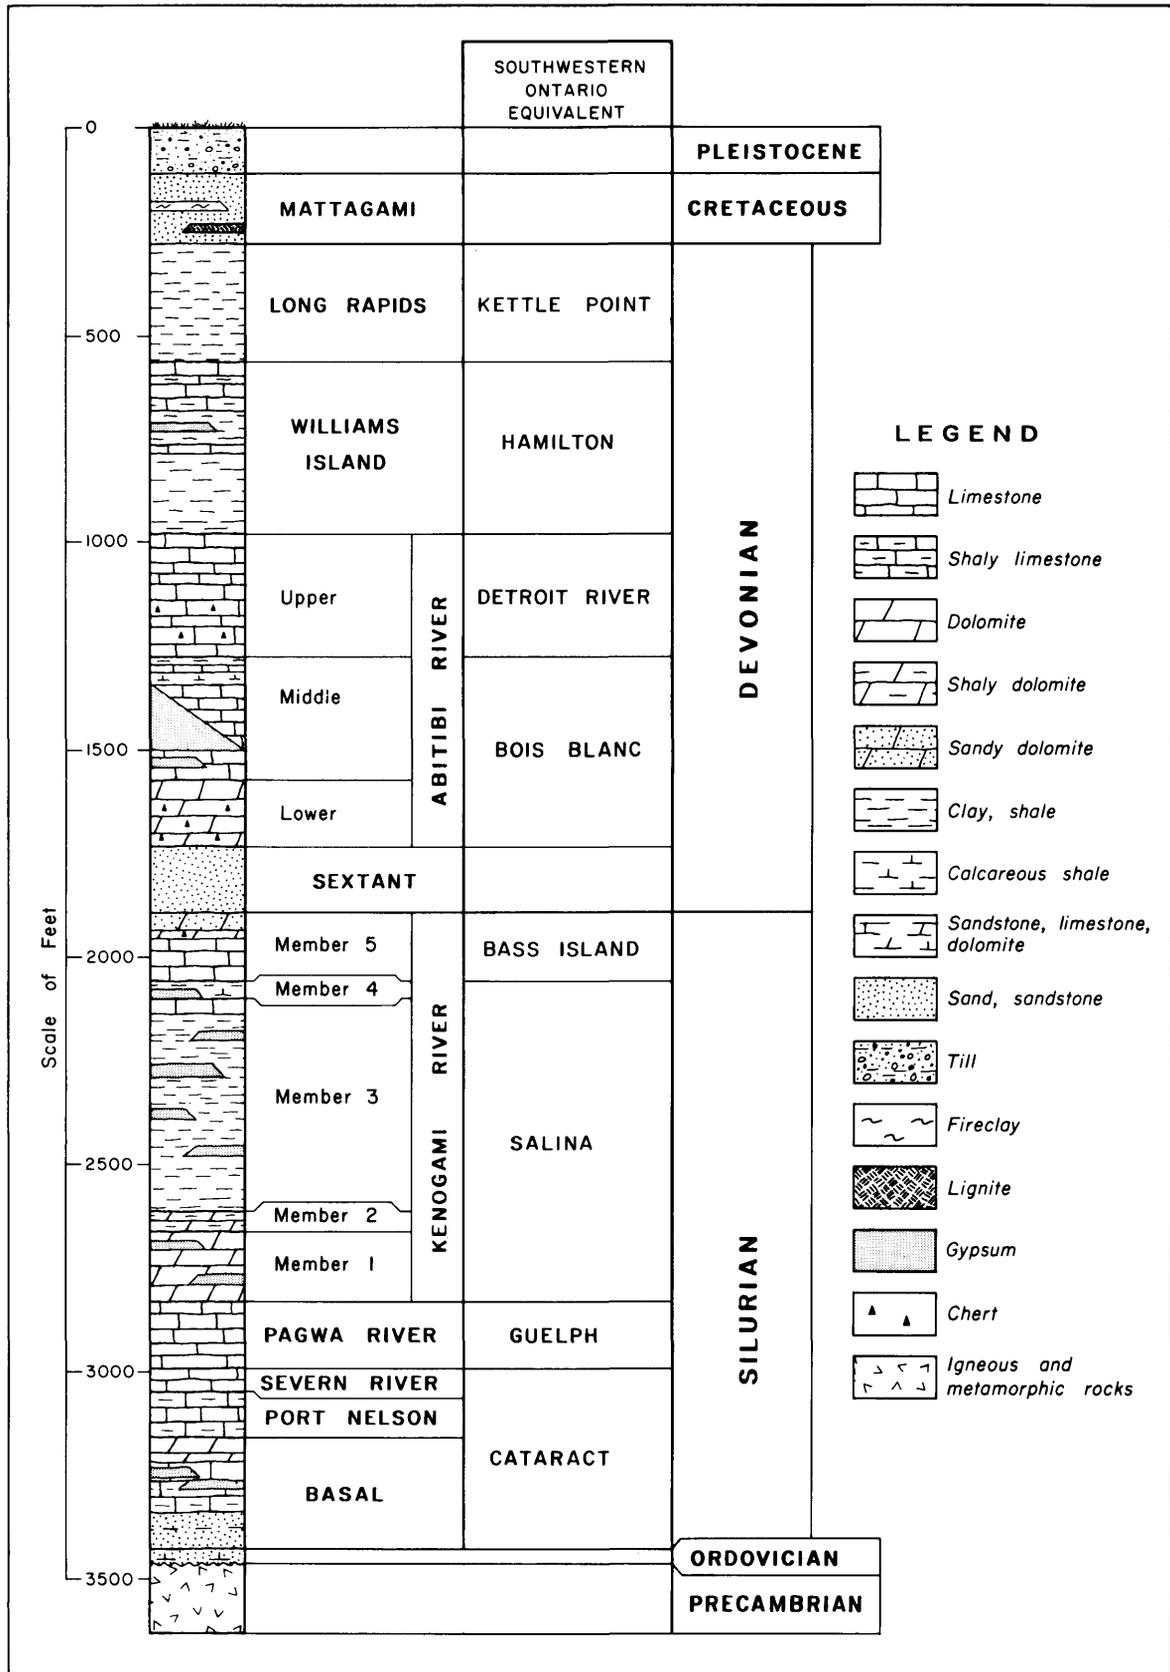 SOUTHWESTERN
ONTARIO
EQUIVALENT
0
PLEISTOCENE
MATTAGAMI
CRETACEOUS
LONG RAPIDS
KETTLE POINT
500
WILLIAMS
ISLAND
HAMILTON
1000
Upper
DETROIT RIVER
Middle
ABITIBI RIVER
BOIS BLANC
1500
Lower
DEVONIAN
SEXTANT
Member 5
BASS ISLAND
2000
Member 4
Member 3
KENOGAMI RIVER
SALINA
2500
Member 2
Member 1
PAGWA RIVER
GUELPH
SILURIAN
3000
SEVERN RIVER
PORT NELSON
CATARACT
BASAL
ORDOVICIAN
3500
PRECAMBRIAN
Scale of Feet
LEGEND
Limestone
Shaly limestone
Dolomite
Shaly dolomite
Sandy dolomite
Clay, shale
Calcareous shale
Sandstone, limestone,
dolomite
Sand, sandstone
Till
Fireclay
Lignite
Gypsum
Chert
Igneous and
metamorphic rocks